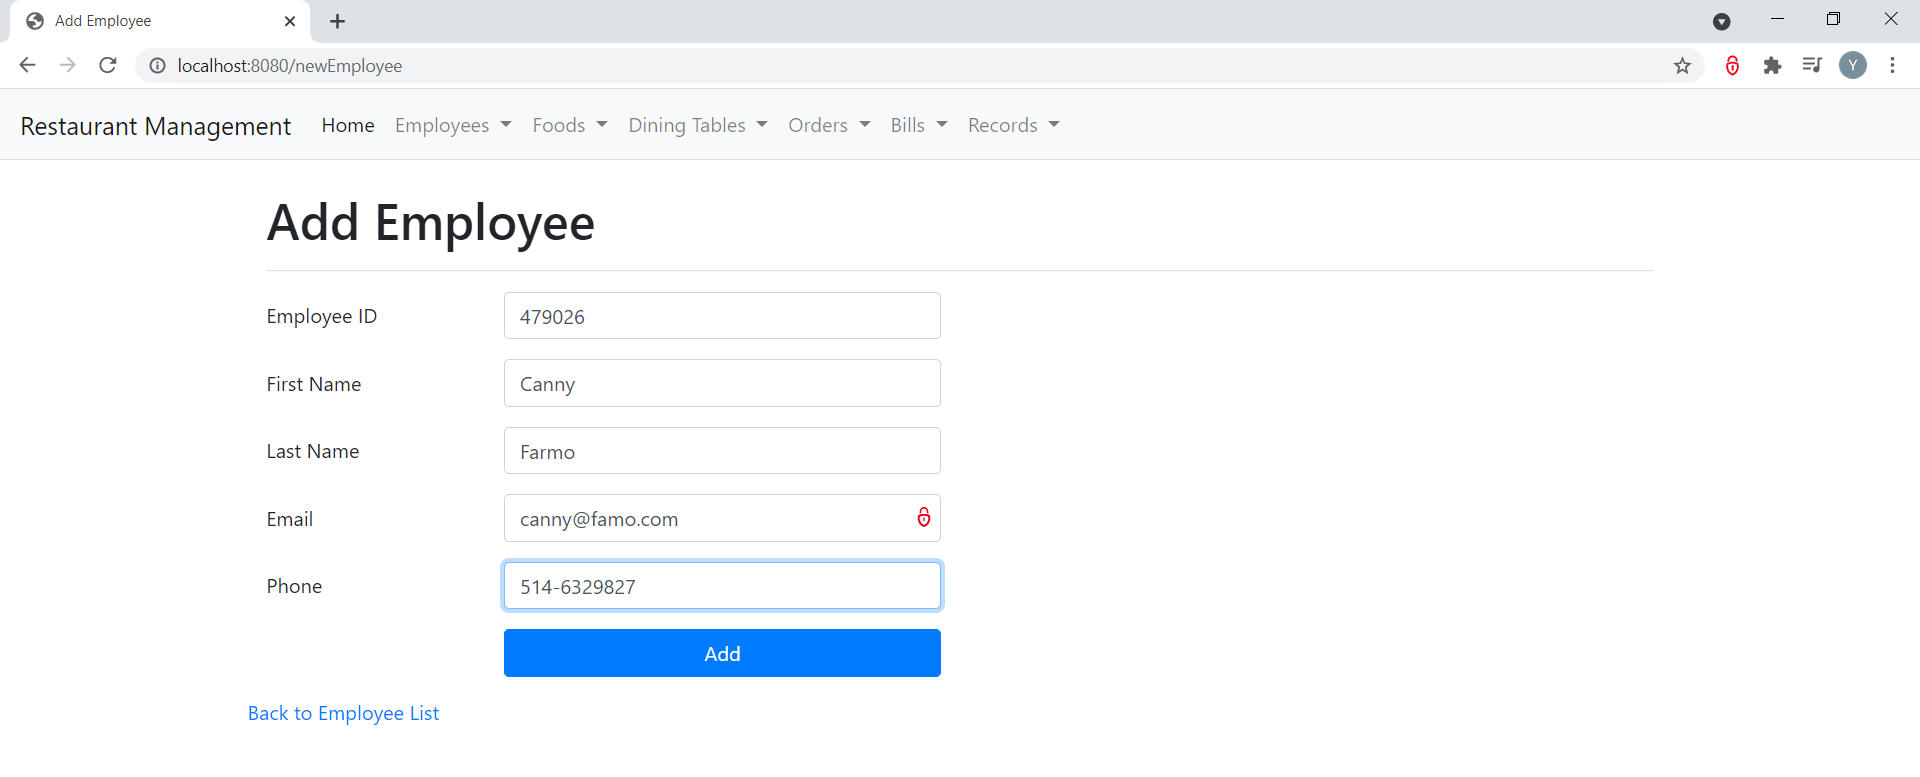 Add Employee
localhost:8080/newEmployee
Y
Restaurant Management Home Employees Foods Dining Tables Orders Bills Records
Add Employee
Employee ID 479026
First Name Canny
Last Name Farmo
Email canny@famo.com
Phone 514-6329827
Add
Back to Employee List